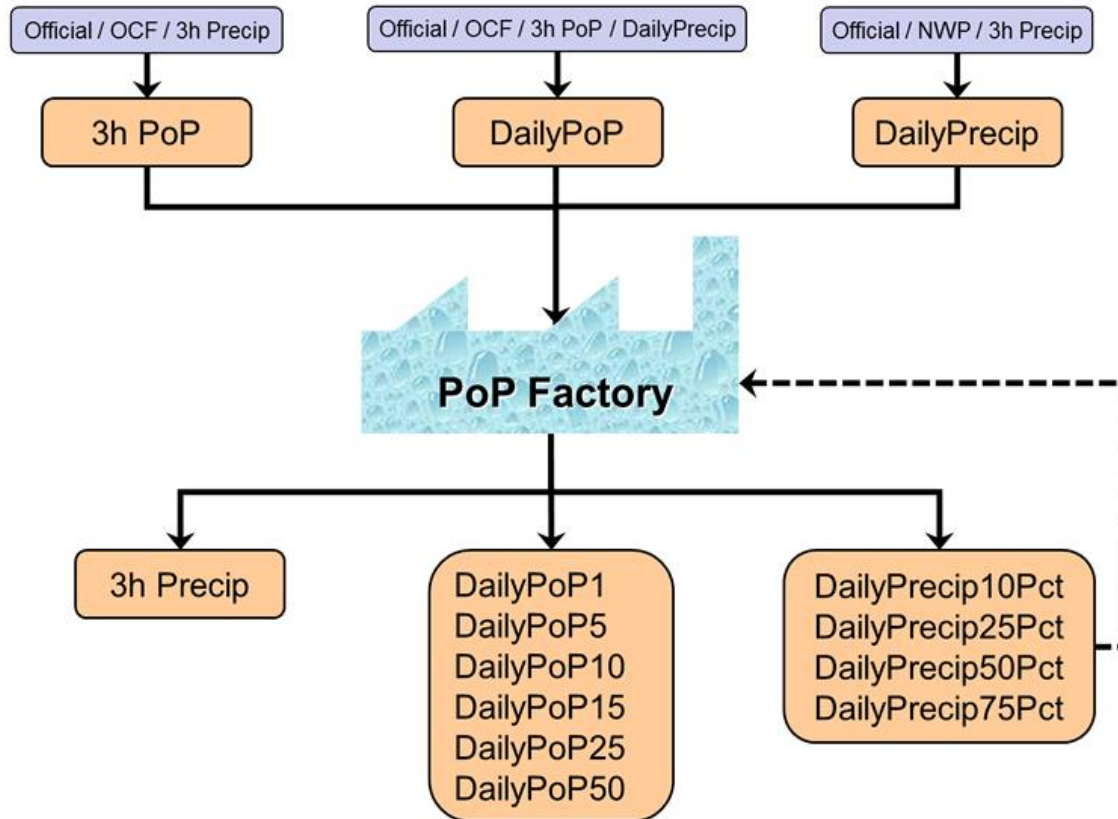 Official / OCF / 3h Precip
Official / OCF / 3h PoP / DailyPrecip
Official / NWP / 3h Precip
3h PoP
DailyPoP
DailyPrecip
PoP Factory
3h Precip
DailyPoP1
DailyPoP5
DailyPoP10
DailyPoP15
DailyPoP25
DailyPoP50
DailyPrecip10Pct
DailyPrecip25Pct
DailyPrecip50Pct
DailyPrecip75Pct